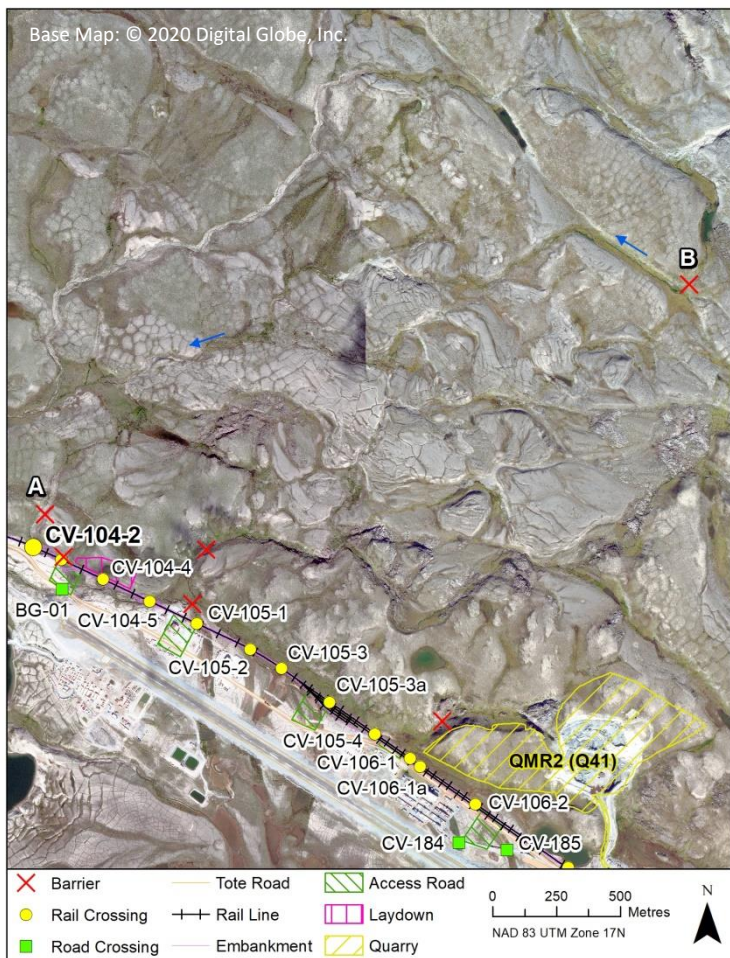 Base Map: © 2020 Digital Globe, Inc.
B
A
CV-104-2
CV-104-4
BG-01
CV-104-5
CV-105-1
CV-105-2
CV-105-3
CV-105-3a
CV-105-4
QMR2 (Q41)
CV-106-1
CV-106-1a
CV-106-2
CV-184
CV-185
Barrier
Tote Road
Access Road
0 250 500
Metres
N
Rail Crossing
Rail Line
Laydown
NAD 83 UTM Zone 17N
Road Crossing
Embankment
Quarry